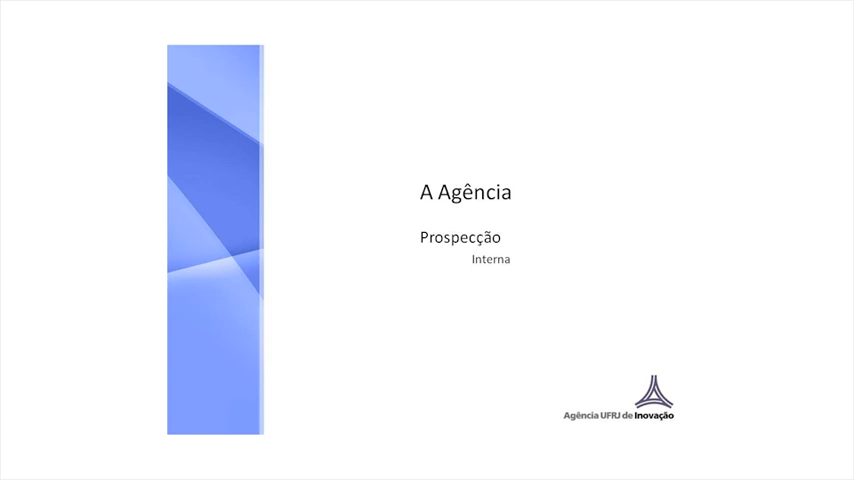 A Agência
Prospecção
Interna
Agência UFRJ de Inovação